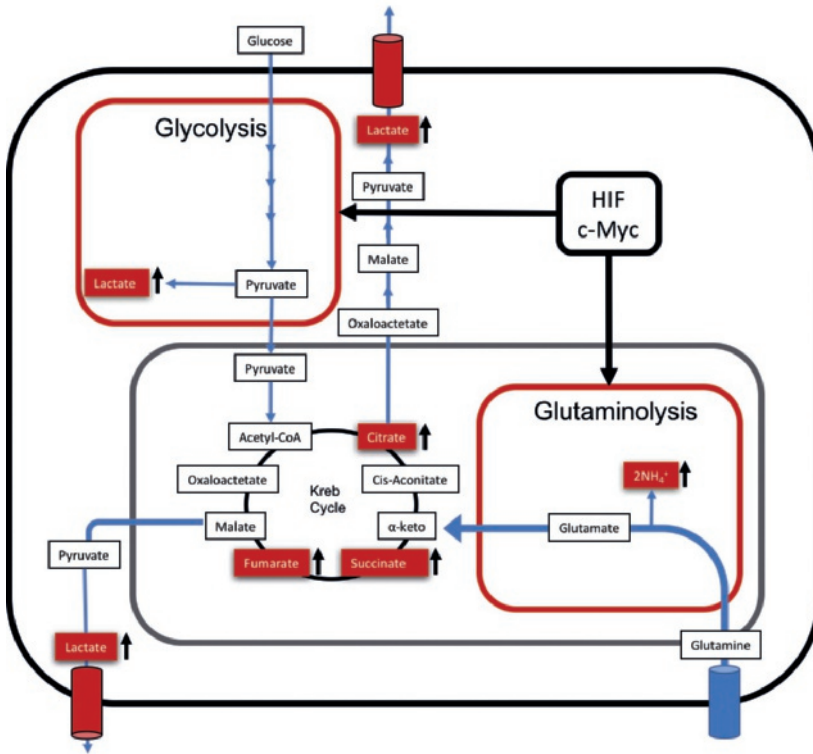 Glucose
Glycolysis
Lactate
Pyruvate
HIF
c-Myc
Malate
Lactate
Pyruvate
Oxaloactetate
Pyruvate
Glutaminolysis
Acetyl-CoA
Citrate
2NH₄⁺
Oxaloactetate
Cis-Aconitate
Kreb
Cycle
Malate
α-keto
Glutamate
Pyruvate
Fumarate
Succinate
Lactate
Glutamine